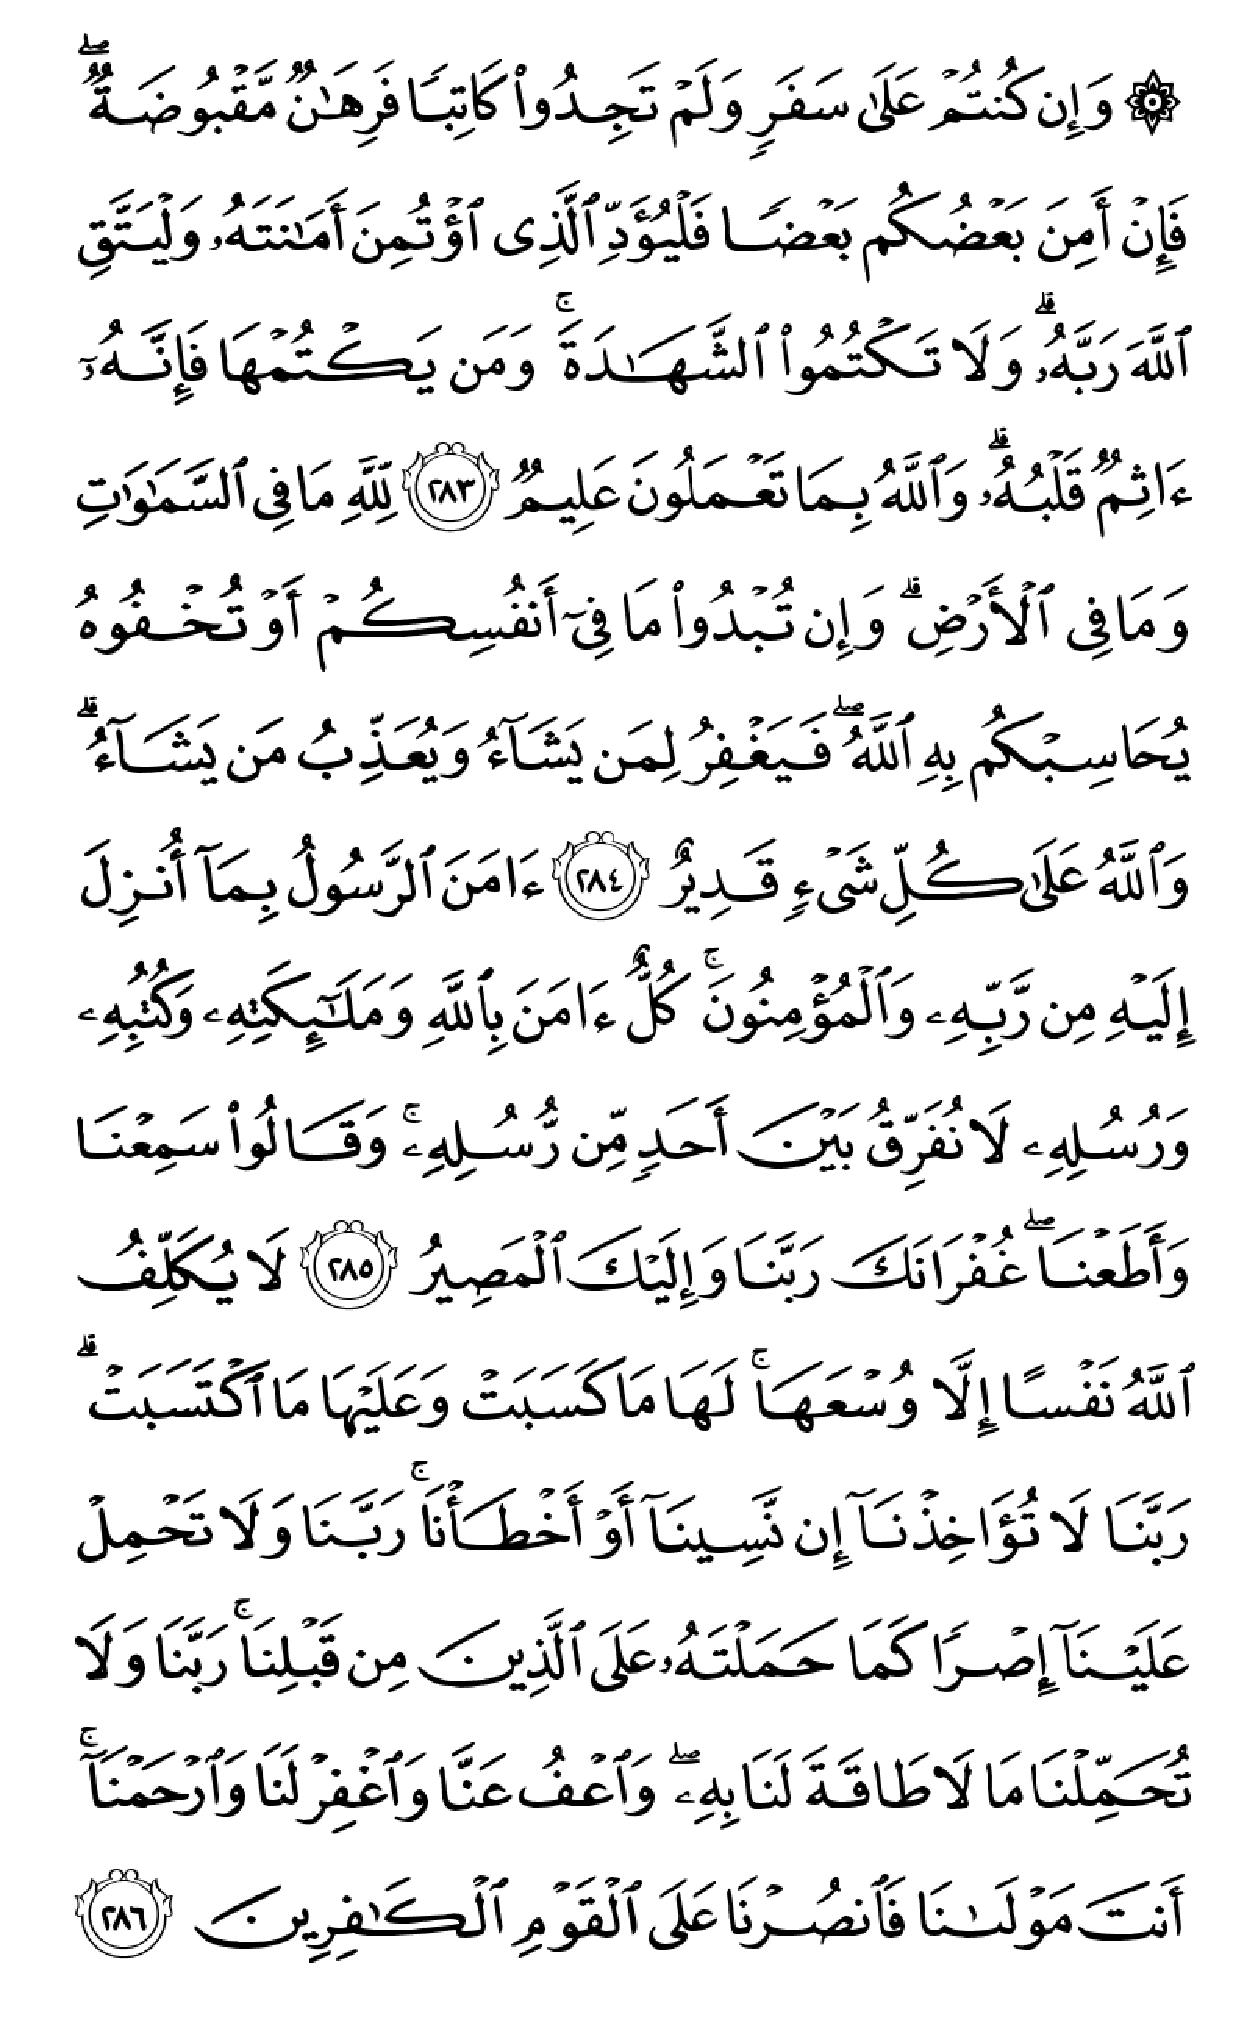 ۞ وَإِن كُنتُمْ عَلَىٰ سَفَرٍ وَلَمْ تَجِدُوا۟ كَاتِبًا فَرِهَـٰنٌ مَّقْبُوضَةٌ ۖ
فَإِنْ أَمِنَ بَعْضُكُم بَعْضًا فَلْيُؤَدِّ ٱلَّذِى ٱؤْتُمِنَ أَمَـٰنَتَهُۥ وَلْيَتَّقِ
ٱللَّهَ رَبَّهُۥ ۗ وَلَا تَكْتُمُوا۟ ٱلشَّهَـٰدَةَ ۚ وَمَن يَكْتُمْهَا فَإِنَّهُۥٓ
ءَاثِمٌ قَلْبُهُۥ ۗ وَٱللَّهُ بِمَا تَعْمَلُونَ عَلِيمٌ ٢٨٣ لِّلَّهِ مَا فِى ٱلسَّمَـٰوَٰتِ
وَمَا فِى ٱلْأَرْضِ ۗ وَإِن تُبْدُوا۟ مَا فِىٓ أَنفُسِكُمْ أَوْ تُخْفُوهُ
يُحَاسِبْكُم بِهِ ٱللَّهُ ۖ فَيَغْفِرُ لِمَن يَشَآءُ وَيُعَذِّبُ مَن يَشَآءُ ۗ
وَٱللَّهُ عَلَىٰ كُلِّ شَىْءٍ قَدِيرٌ ٢٨٤ ءَامَنَ ٱلرَّسُولُ بِمَآ أُنزِلَ
إِلَيْهِ مِن رَّبِّهِۦ وَٱلْمُؤْمِنُونَ ۚ كُلٌّ ءَامَنَ بِٱللَّهِ وَمَلَـٰٓئِكَتِهِۦ وَكُتُبِهِۦ
وَرُسُلِهِۦ لَا نُفَرِّقُ بَيْنَ أَحَدٍ مِّن رُّسُلِهِۦ ۚ وَقَالُوا۟ سَمِعْنَا
وَأَطَعْنَا ۖ غُفْرَانَكَ رَبَّنَا وَإِلَيْكَ ٱلْمَصِيرُ ٢٨٥ لَا يُكَلِّفُ
ٱللَّهُ نَفْسًا إِلَّا وُسْعَهَا ۚ لَهَا مَا كَسَبَتْ وَعَلَيْهَا مَا ٱكْتَسَبَتْ ۗ
رَبَّنَا لَا تُؤَاخِذْنَآ إِن نَّسِينَآ أَوْ أَخْطَأْنَا ۚ رَبَّنَا وَلَا تَحْمِلْ
عَلَيْنَآ إِصْرًا كَمَا حَمَلْتَهُۥ عَلَى ٱلَّذِينَ مِن قَبْلِنَا ۚ رَبَّنَا وَلَا
تُحَمِّلْنَا مَا لَا طَاقَةَ لَنَا بِهِۦ ۖ وَٱعْفُ عَنَّا وَٱغْفِرْ لَنَا وَٱرْحَمْنَآ ۚ
أَنتَ مَوْلَىٰنَا فَٱنصُرْنَا عَلَى ٱلْقَوْمِ ٱلْكَـٰفِرِينَ ٢٨٦